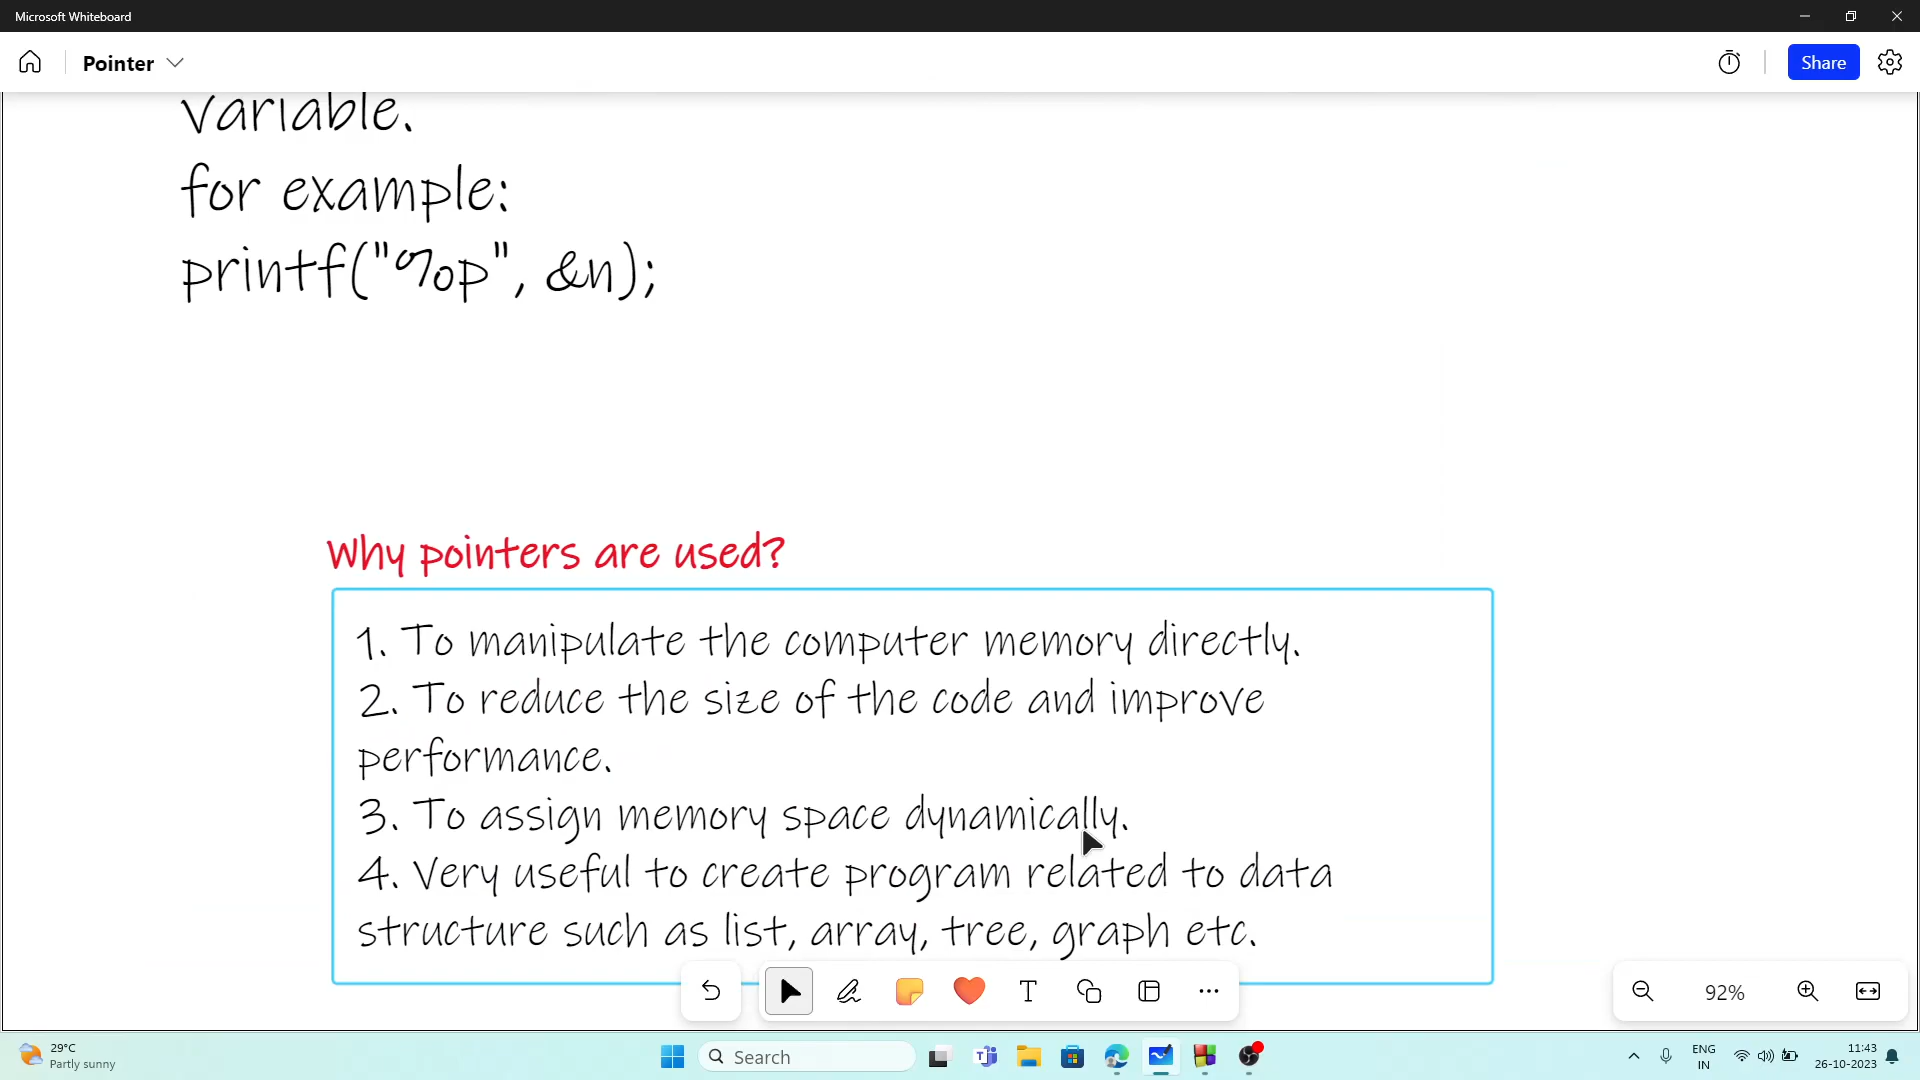 Microsoft Whiteboard
Pointer
Share
variable.
for example:
printf("%p", &n);
Why pointers are used?
1. To manipulate the computer memory directly.
2. To reduce the size of the code and improve
performance.
3. To assign memory space dynamically.
4. Very useful to create program related to data
structure such as list, array, tree, graph etc.
92%
29°C
Partly sunny
Search
ENG
IN
11:43
26-10-2023